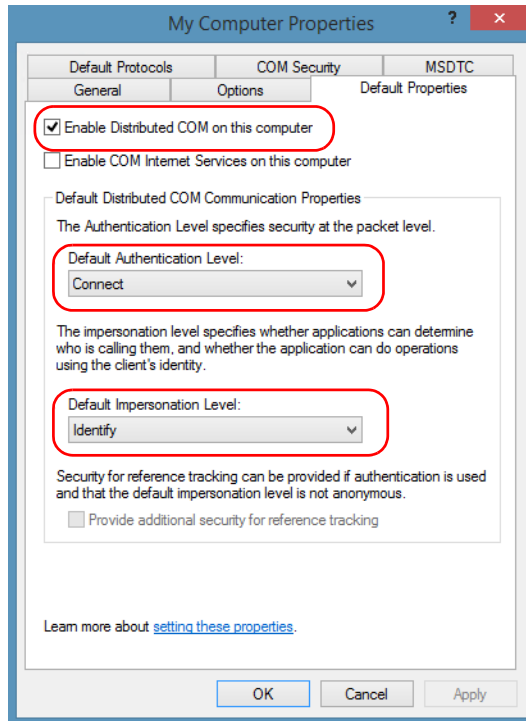 My Computer Properties
?
×
Default Protocols
COM Security
MSDTC
General
Options
Default Properties
Enable Distributed COM on this computer
Enable COM Internet Services on this computer
Default Distributed COM Communication Properties
The Authentication Level specifies security at the packet level.
Default Authentication Level:
Connect
The impersonation level specifies whether applications can determine
who is calling them, and whether the application can do operations
using the client's identity.
Default Impersonation Level:
Identify
Security for reference tracking can be provided if authentication is used
and that the default impersonation level is not anonymous.
Provide additional security for reference tracking
Learn more about setting these properties.
OK
Cancel
Apply